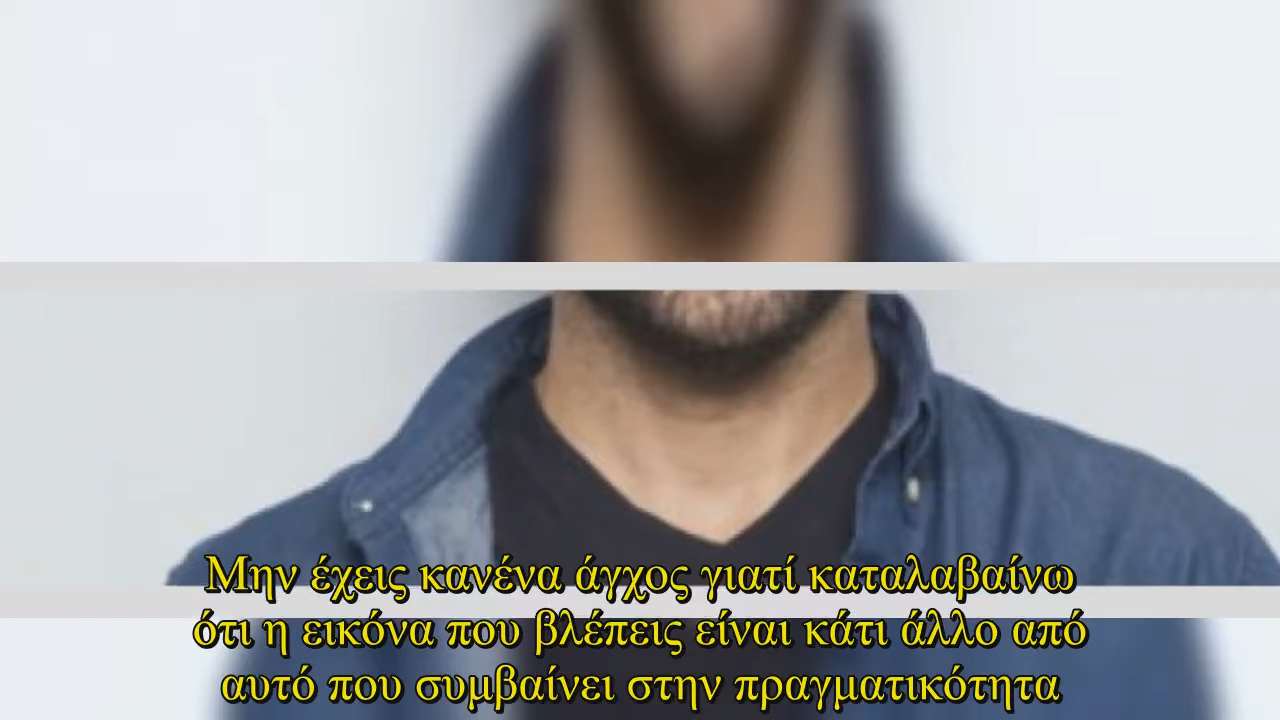 Μην έχεις κανένα άγχος γιατί καταλαβαίνω
ότι η εικόνα που βλέπεις είναι κάτι άλλο από
αυτό που συμβαίνει στην πραγματικότητα